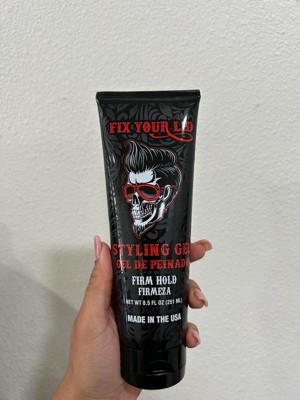 FIX YOUR LID
STYLING GEL
GEL DE PEINADO
FIRM HOLD
FIRMEZA
NET WT 8.5 FL OZ (251 ML)
MADE IN THE USA